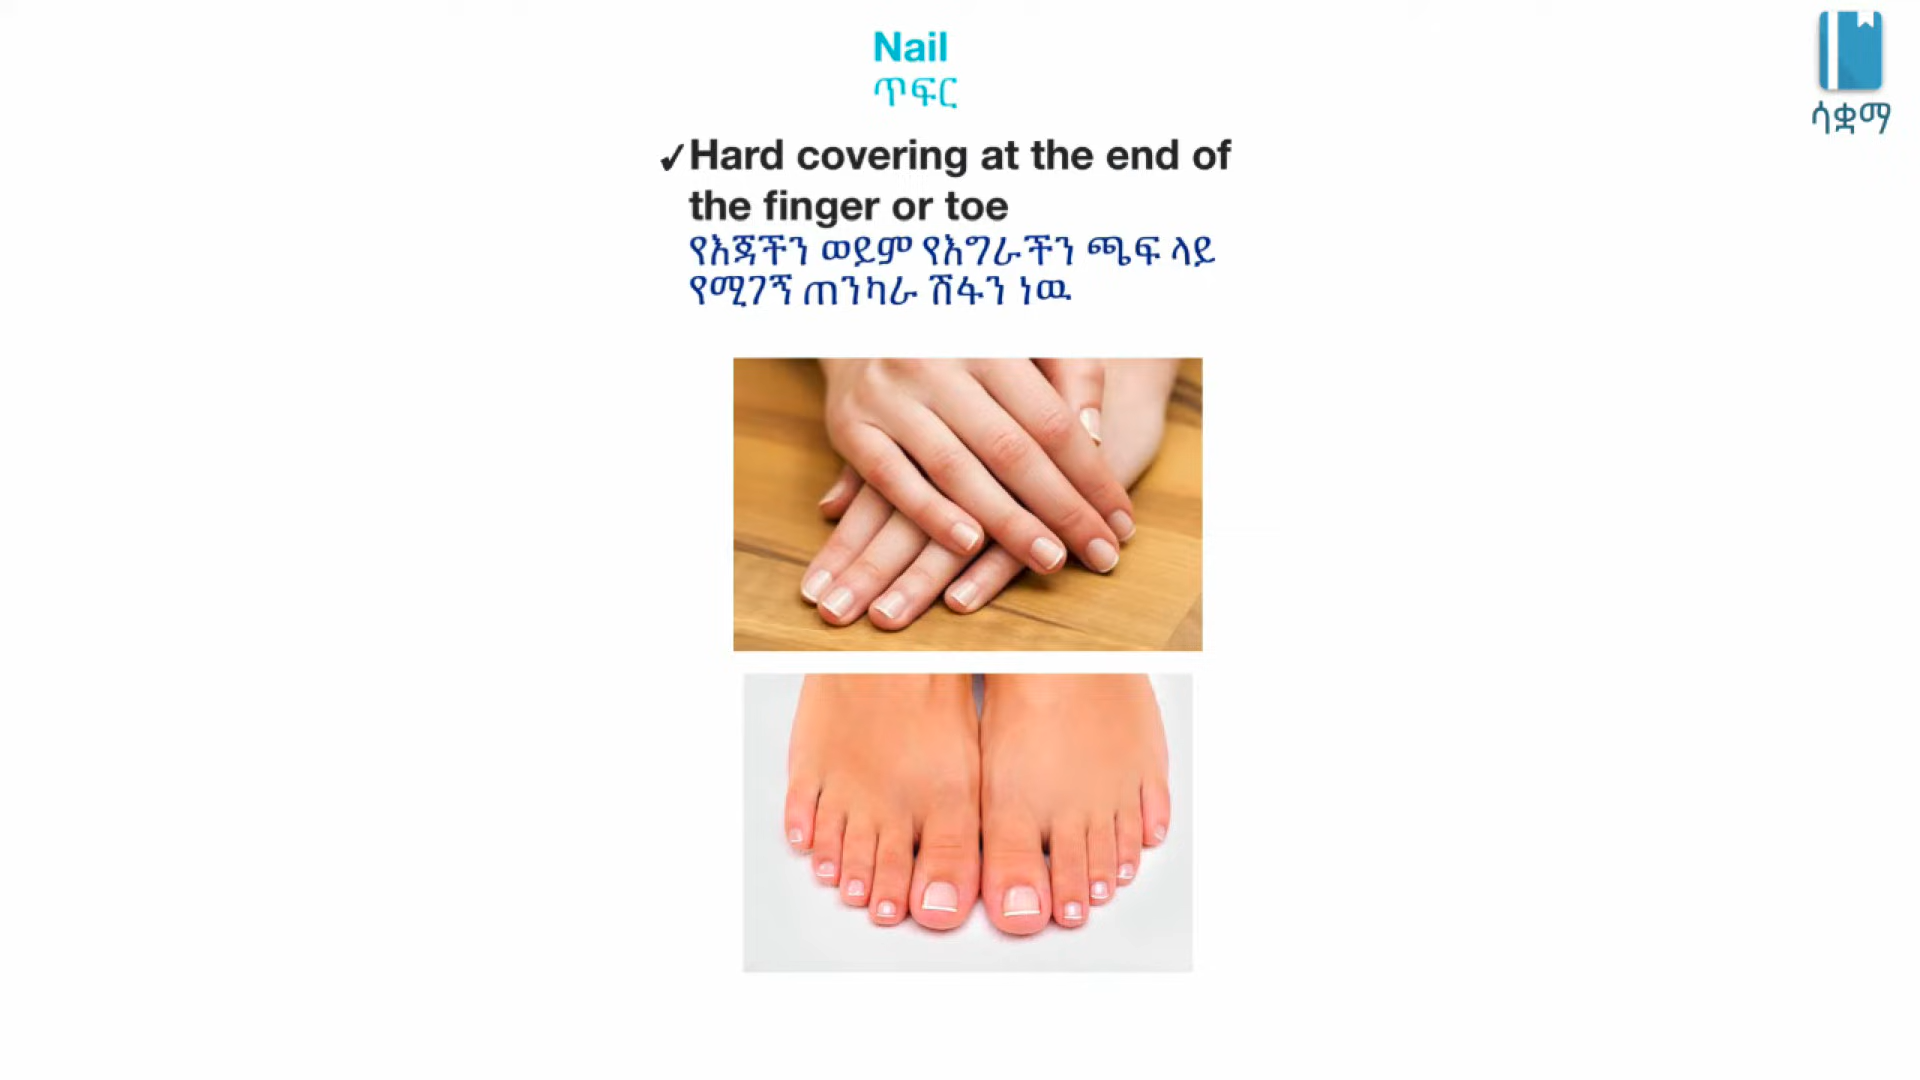 Nail
ጥፍር
✓Hard covering at the end of
the finger or toe
የእጃችን ወይም የእግራችን ጫፍ ላይ
የሚገኝ ጠንካራ ሽፋን ነዉ
ሳቋማ